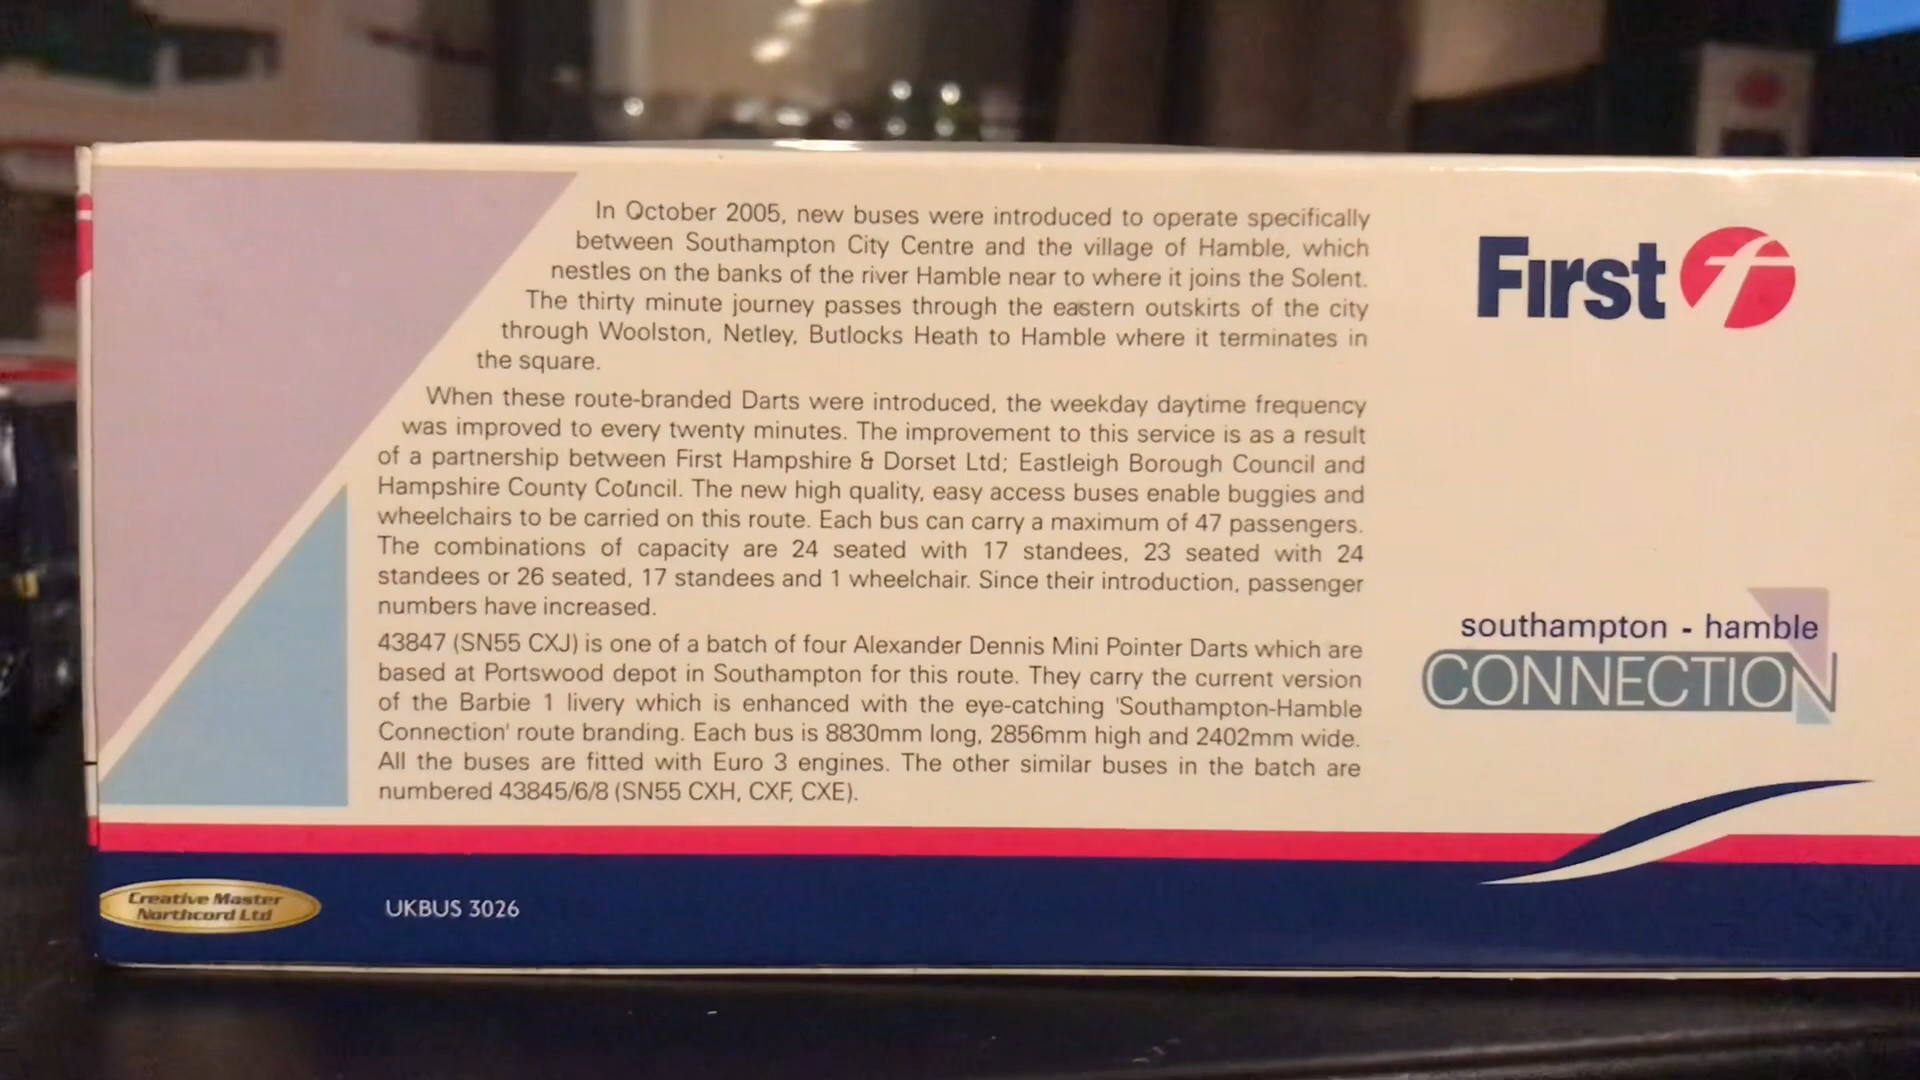 In October 2005, new buses were introduced to operate specifically
between Southampton City Centre and the village of Hamble, which
nestles on the banks of the river Hamble near to where it joins the Solent.
The thirty minute journey passes through the eastern outskirts of the city
through Woolston, Netley, Butlocks Heath to Hamble where it terminates in
the square.
When these route-branded Darts were introduced, the weekday daytime frequency
was improved to every twenty minutes. The improvement to this service is as a result
of a partnership between First Hampshire & Dorset Ltd; Eastleigh Borough Council and
Hampshire County Council. The new high quality, easy access buses enable buggies and
wheelchairs to be carried on this route. Each bus can carry a maximum of 47 passengers.
The combinations of capacity are 24 seated with 17 standees, 23 seated with 24
standees or 26 seated, 17 standees and 1 wheelchair. Since their introduction, passenger
numbers have increased.
43847 (SN55 CXJ) is one of a batch of four Alexander Dennis Mini Pointer Darts which are
based at Portswood depot in Southampton for this route. They carry the current version
of the Barbie 1 livery which is enhanced with the eye-catching 'Southampton-Hamble
Connection' route branding. Each bus is 8830mm long, 2856mm high and 2402mm wide.
All the buses are fitted with Euro 3 engines. The other similar buses in the batch are
numbered 43845/6/8 (SN55 CXH, CXF, CXE).
First f
southampton - hamble
CONNECTION
Creative Master
Northcord Ltd
UKBUS 3026